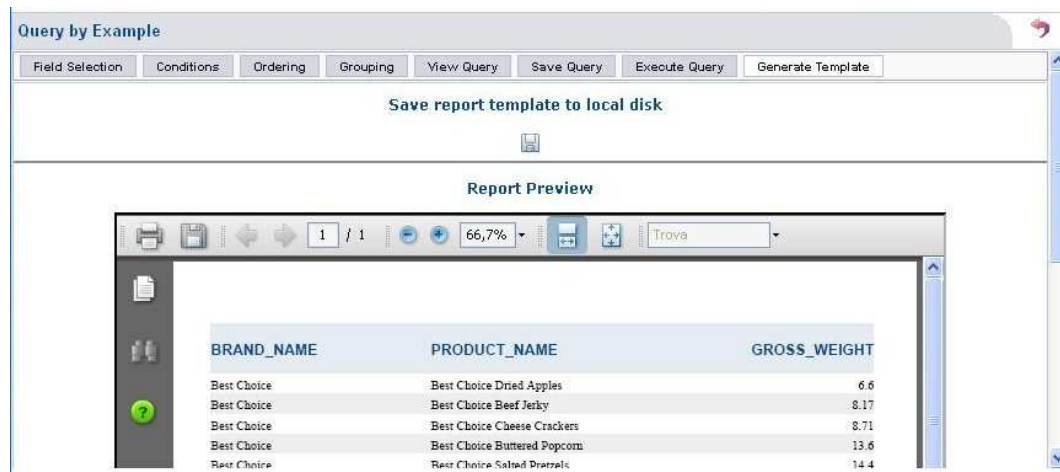 Query by Example
Field Selection Conditions Ordering Grouping View Query Save Query Execute Query Generate Template
Save report template to local disk
Report Preview
1 / 1 66,7% Trova
BRAND_NAME PRODUCT_NAME GROSS_WEIGHT
Best Choice Best Choice Dried Apples 6.6
Best Choice Best Choice Beef Jerky 8.17
Best Choice Best Choice Cheese Crackers 8.71
Best Choice Best Choice Buttered Popcorn 13.6
Best Choice Best Choice Salted Pretzels 14.4